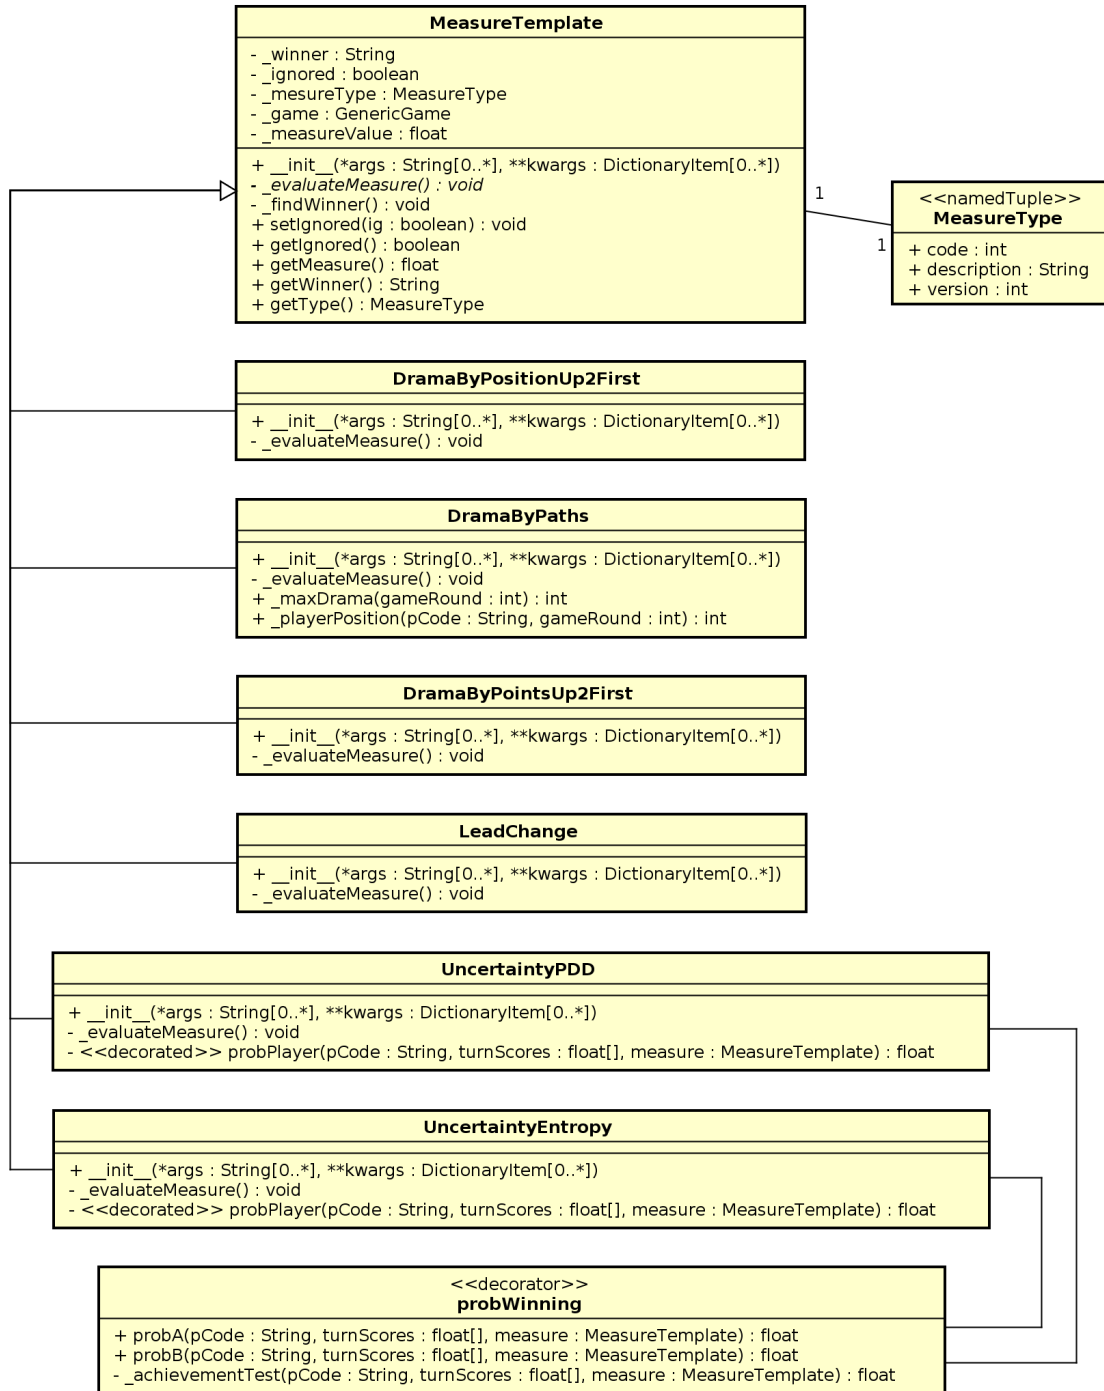 MeasureTemplate
- _winner : String
- _ignored : boolean
- _mesureType : MeasureType
- _game : GenericGame
- _measureValue : float
+ __init__(*args : String[0..*], **kwargs : DictionaryItem[0..*])
- _evaluateMeasure() : void
- _findWinner() : void
+ setIgnored(ig : boolean) : void
+ getIgnored() : boolean
+ getMeasure() : float
+ getWinner() : String
+ getType() : MeasureType
1
1
<<namedTuple>>
MeasureType
+ code : int
+ description : String
+ version : int
DramaByPositionUp2First
+ __init__(*args : String[0..*], **kwargs : DictionaryItem[0..*])
- _evaluateMeasure() : void
DramaByPaths
+ __init__(*args : String[0..*], **kwargs : DictionaryItem[0..*])
- _evaluateMeasure() : void
+ _maxDrama(gameRound : int) : int
+ _playerPosition(pCode : String, gameRound : int) : int
DramaByPointsUp2First
+ __init__(*args : String[0..*], **kwargs : DictionaryItem[0..*])
- _evaluateMeasure() : void
LeadChange
+ __init__(*args : String[0..*], **kwargs : DictionaryItem[0..*])
- _evaluateMeasure() : void
UncertaintyPDD
+ __init__(*args : String[0..*], **kwargs : DictionaryItem[0..*])
- _evaluateMeasure() : void
- <<decorated>> probPlayer(pCode : String, turnScores : float[], measure : MeasureTemplate) : float
UncertaintyEntropy
+ __init__(*args : String[0..*], **kwargs : DictionaryItem[0..*])
- _evaluateMeasure() : void
- <<decorated>> probPlayer(pCode : String, turnScores : float[], measure : MeasureTemplate) : float
<<decorator>>
probWinning
+ probA(pCode : String, turnScores : float[], measure : MeasureTemplate) : float
+ probB(pCode : String, turnScores : float[], measure : MeasureTemplate) : float
- _achievementTest(pCode : String, turnScores : float[], measure : MeasureTemplate) : float